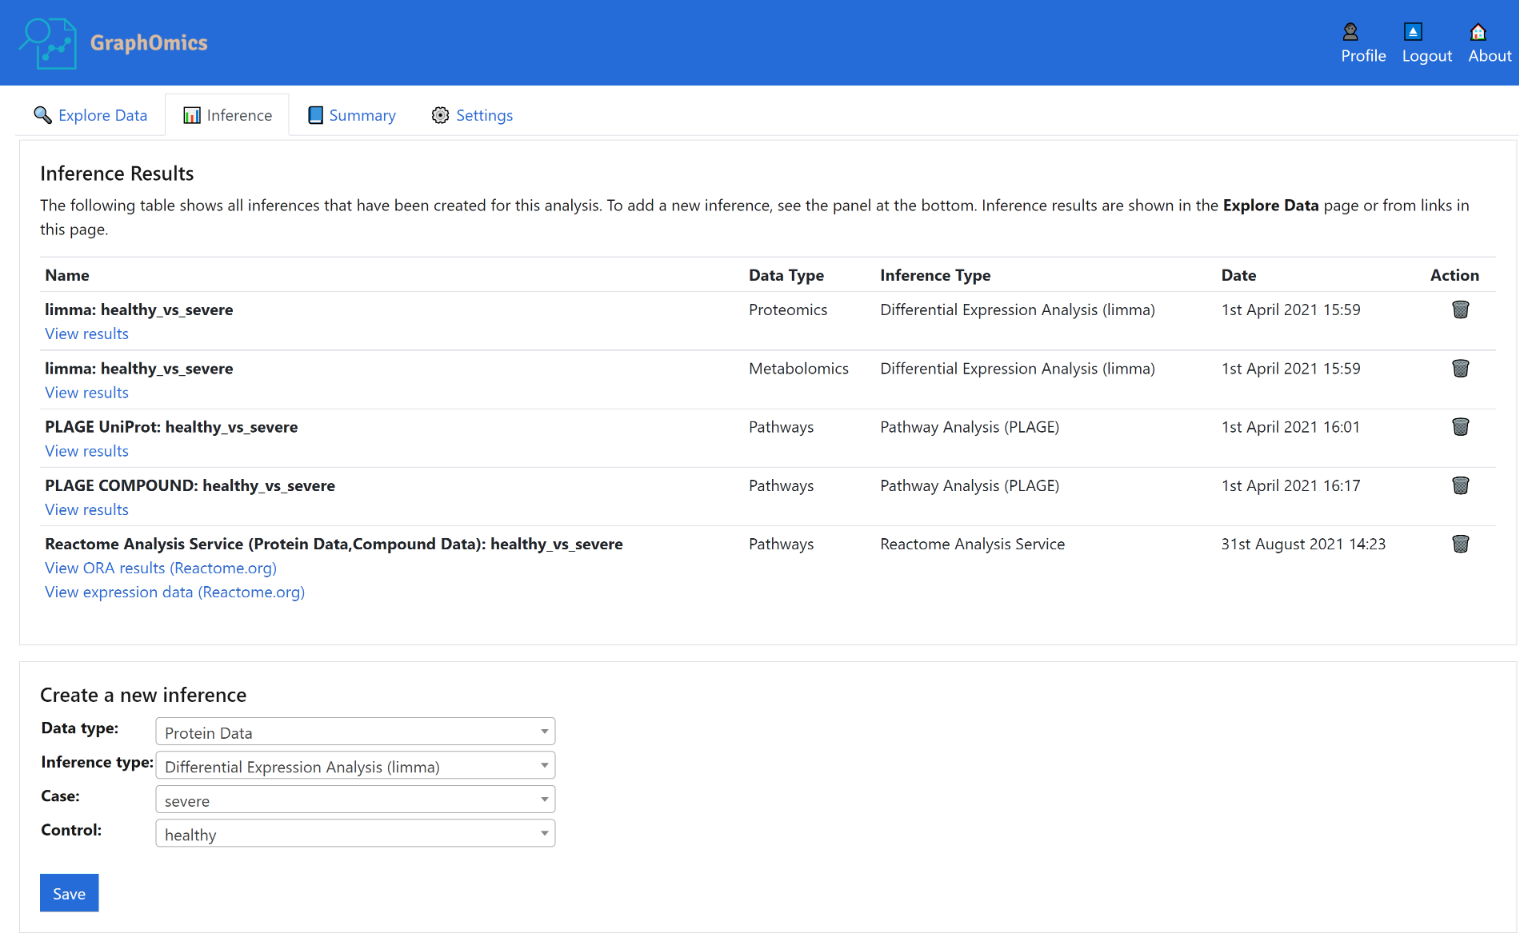 GraphOmics
Profile
Logout
About
Explore Data
Inference
Summary
Settings
Inference Results
The following table shows all inferences that have been created for this analysis. To add a new inference, see the panel at the bottom. Inference results are shown in the Explore Data page or from links in
this page.
Name Data Type Inference Type Date Action
limma: healthy_vs_severe Proteomics Differential Expression Analysis (limma) 1st April 2021 15:59
View results
limma: healthy_vs_severe Metabolomics Differential Expression Analysis (limma) 1st April 2021 15:59
View results
PLAGE UniProt: healthy_vs_severe Pathways Pathway Analysis (PLAGE) 1st April 2021 16:01
View results
PLAGE COMPOUND: healthy_vs_severe Pathways Pathway Analysis (PLAGE) 1st April 2021 16:17
View results
Reactome Analysis Service (Protein Data,Compound Data): healthy_vs_severe Pathways Reactome Analysis Service 31st August 2021 14:23
View ORA results (Reactome.org)
View expression data (Reactome.org)
Create a new inference
Data type: Protein Data
Inference type: Differential Expression Analysis (limma)
Case: severe
Control: healthy
Save